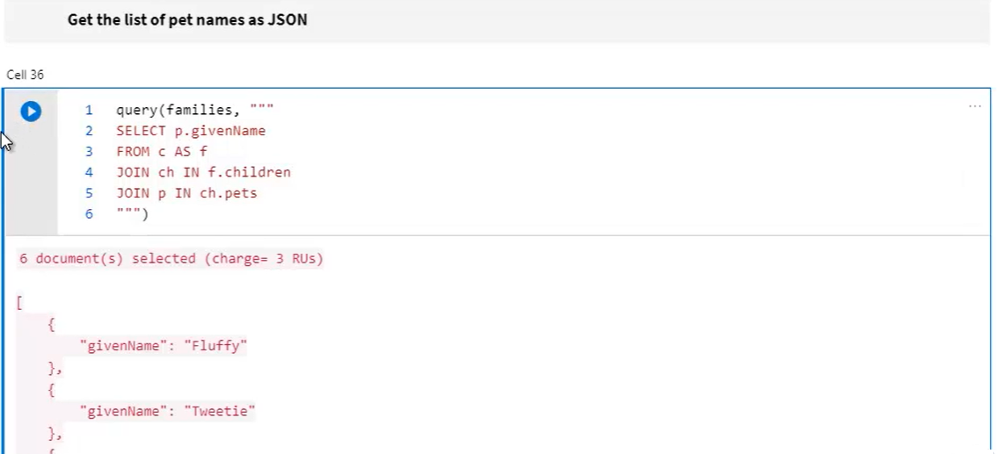 Get the list of pet names as JSON
Cell 36
1 query(families, """
2 SELECT p.givenName
3 FROM c AS f
4 JOIN ch IN f.children
5 JOIN p IN ch.pets
6 """)
...
6 document(s) selected (charge= 3 RUs)
[
{
"givenName": "Fluffy"
},
{
"givenName": "Tweetie"
},
{